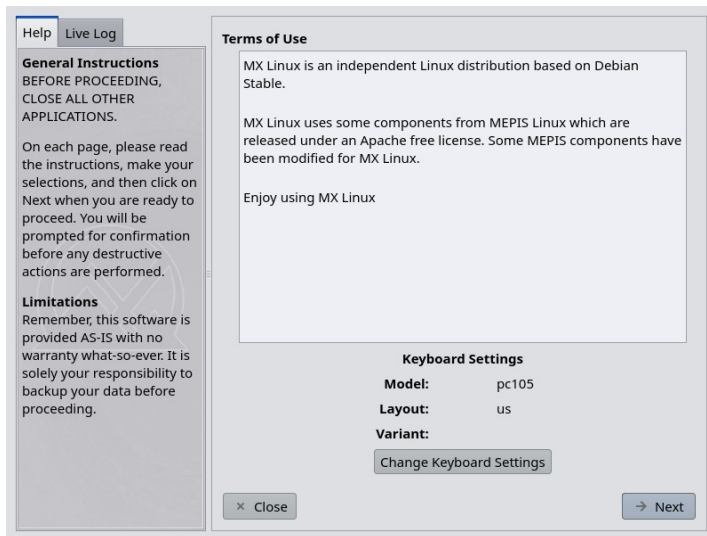 Help
Live Log
General Instructions
BEFORE PROCEEDING,
CLOSE ALL OTHER
APPLICATIONS.
On each page, please read
the instructions, make your
selections, and then click on
Next when you are ready to
proceed. You will be
prompted for confirmation
before any destructive
actions are performed.
Limitations
Remember, this software is
provided AS-IS with no
warranty what-so-ever. It is
solely your responsibility to
backup your data before
proceeding.
Terms of Use
MX Linux is an independent Linux distribution based on Debian
Stable.
MX Linux uses some components from MEPIS Linux which are
released under an Apache free license. Some MEPIS components have
been modified for MX Linux.
Enjoy using MX Linux
Keyboard Settings
Model: pc105
Layout: us
Variant:
Change Keyboard Settings
Close
Next